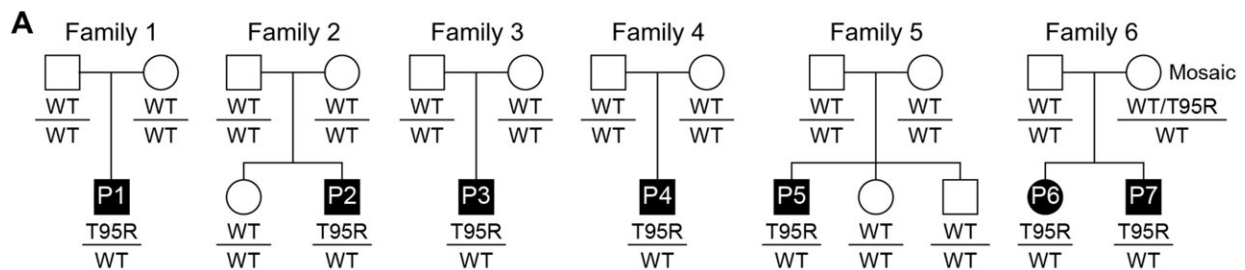 A
Family 1 Family 2 Family 3 Family 4 Family 5 Family 6
Mosaic
WT WT WT WT WT WT WT WT WT WT WT WT/T95R
WT WT WT WT WT WT WT WT WT WT WT WT
P1 P2 P3 P4 P5 P6 P7
T95R WT T95R T95R T95R T95R WT WT T95R T95R
WT WT WT WT WT WT WT WT WT WT